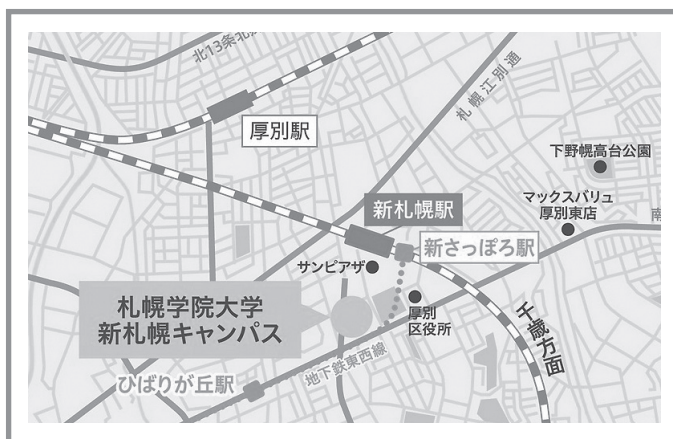 北13条北
厚別駅
札幌江別通
下野幌高台公園
マックスバリュ
厚別東店
南
新札幌駅
新さっぽろ駅
サンピアザ
札幌学院大学
新札幌キャンパス
厚別
区役所
千歳方面
地下鉄東西線
ひばりが丘駅